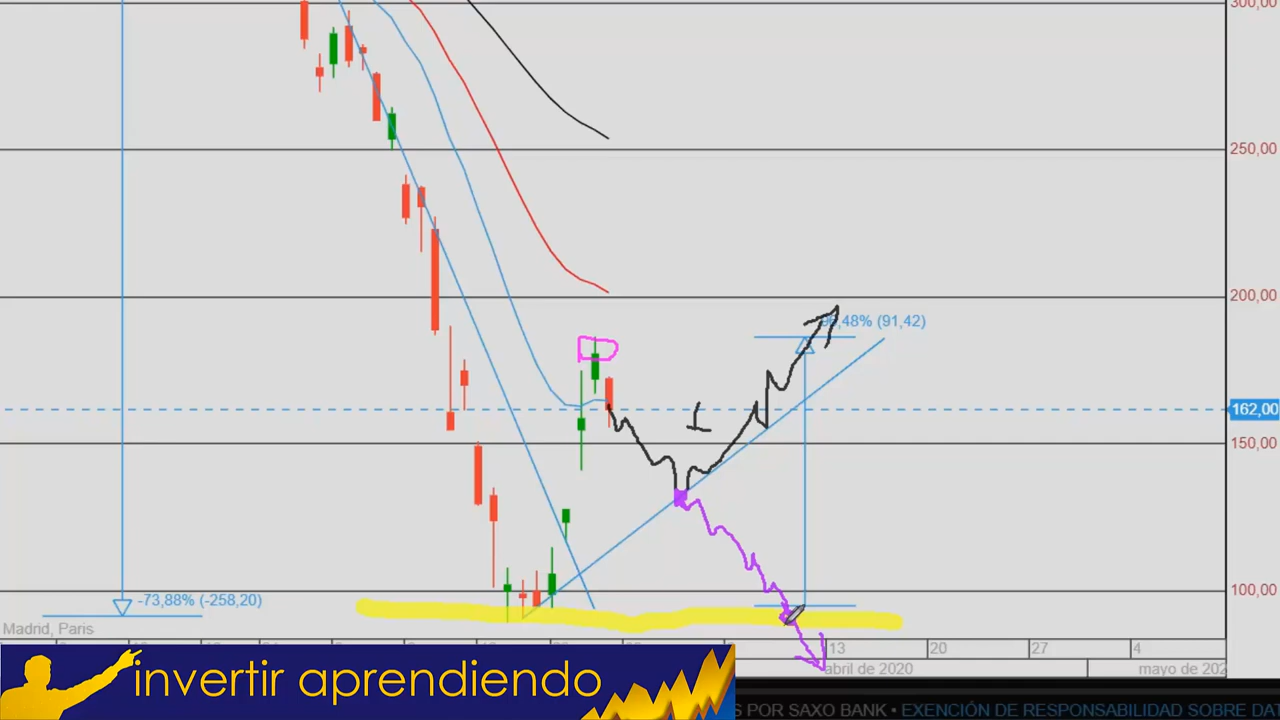 300,00
250,00
200,00
96,48% (91,42)
162,00
150,00
100,00
-73,88% (-258,20)
Madrid, Paris
13
20
27
4
abril de 2020
mayo de 202
invertir aprendiendo
S POR SAXO BANK • EXENCIÓN DE RESPONSABILIDAD SOBRE DAT